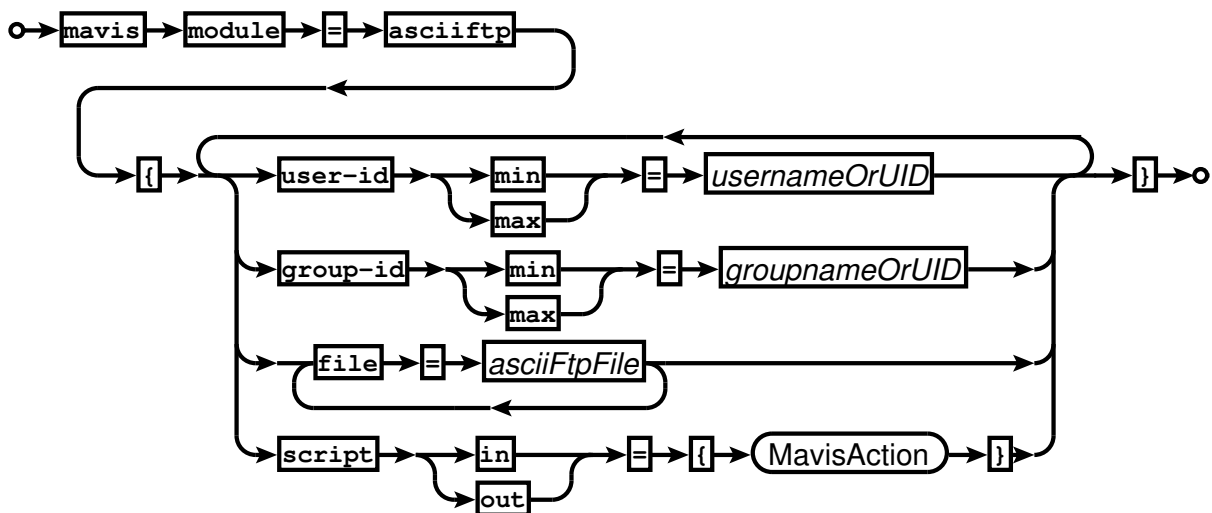 mavis module = asciiftp
{ user-id min = usernameOrUID }
max
group-id min = groupnameOrUID
max
file = asciiFtpFile
script in = { MavisAction }
out